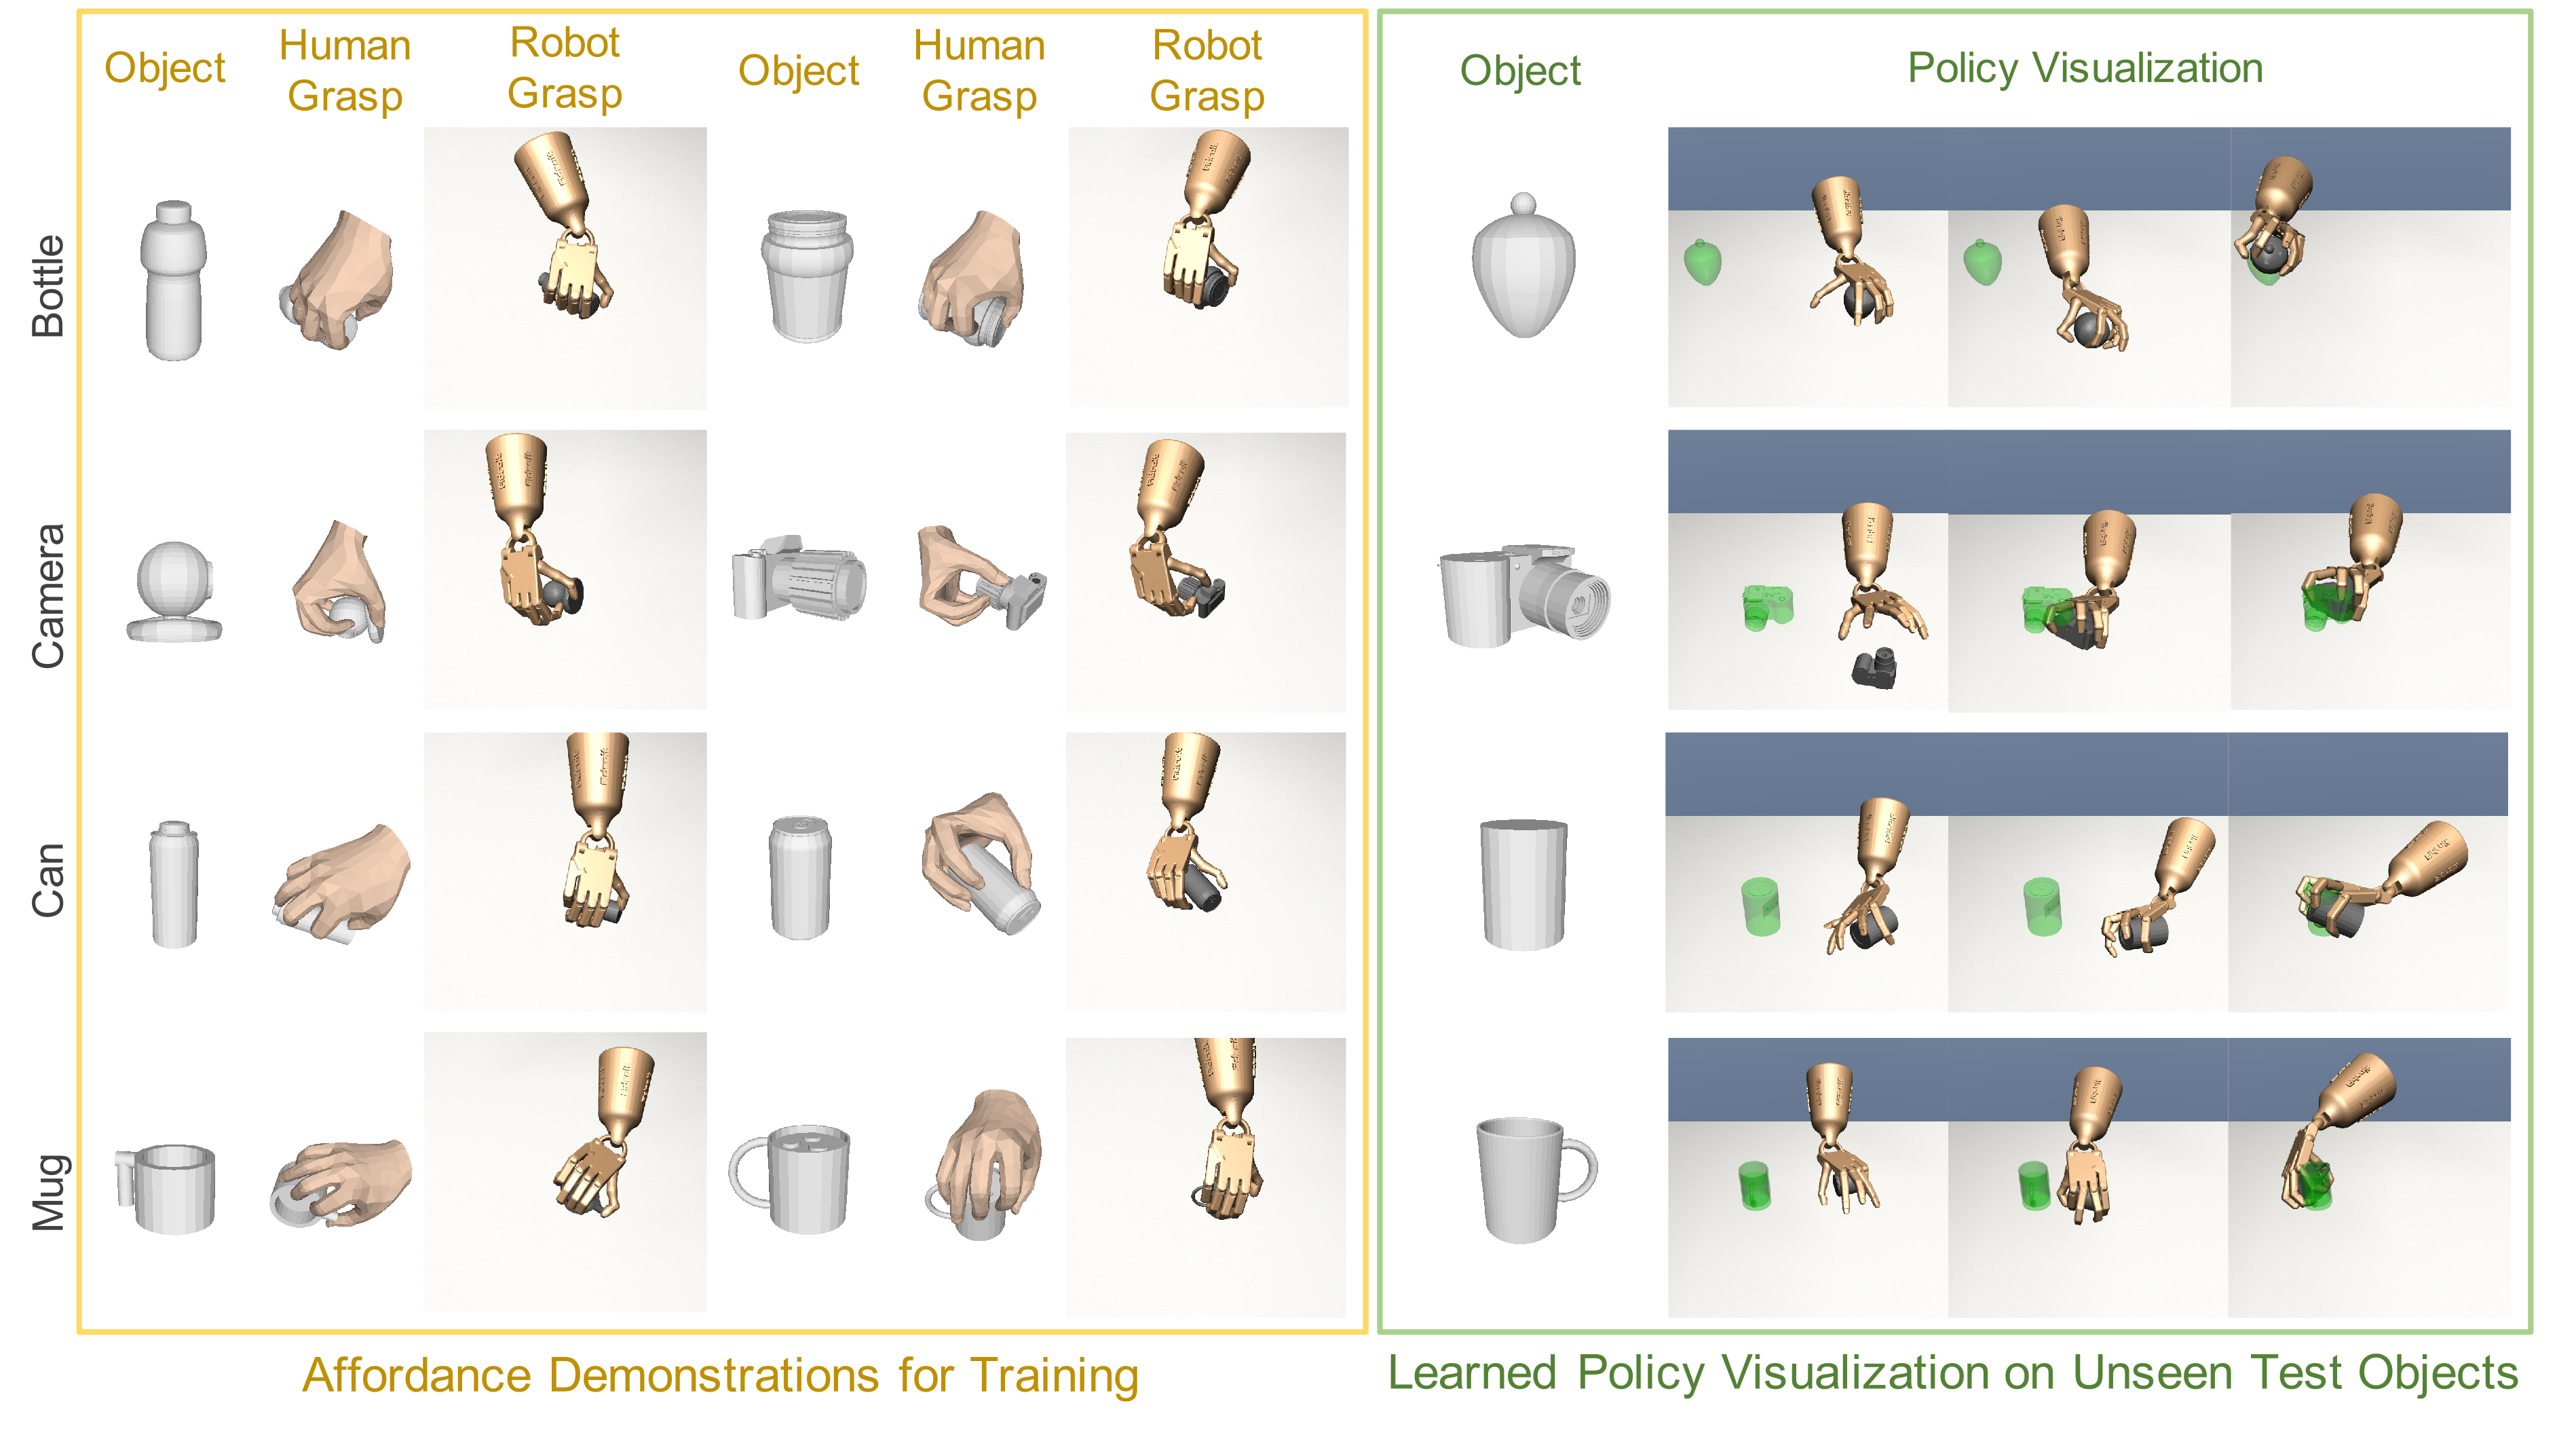 Object
Human
Grasp
Robot
Grasp
Object
Human
Grasp
Robot
Grasp
Object
Policy Visualization
Bottle
Camera
Can
Mug
Affordance Demonstrations for Training
Learned Policy Visualization on Unseen Test Objects